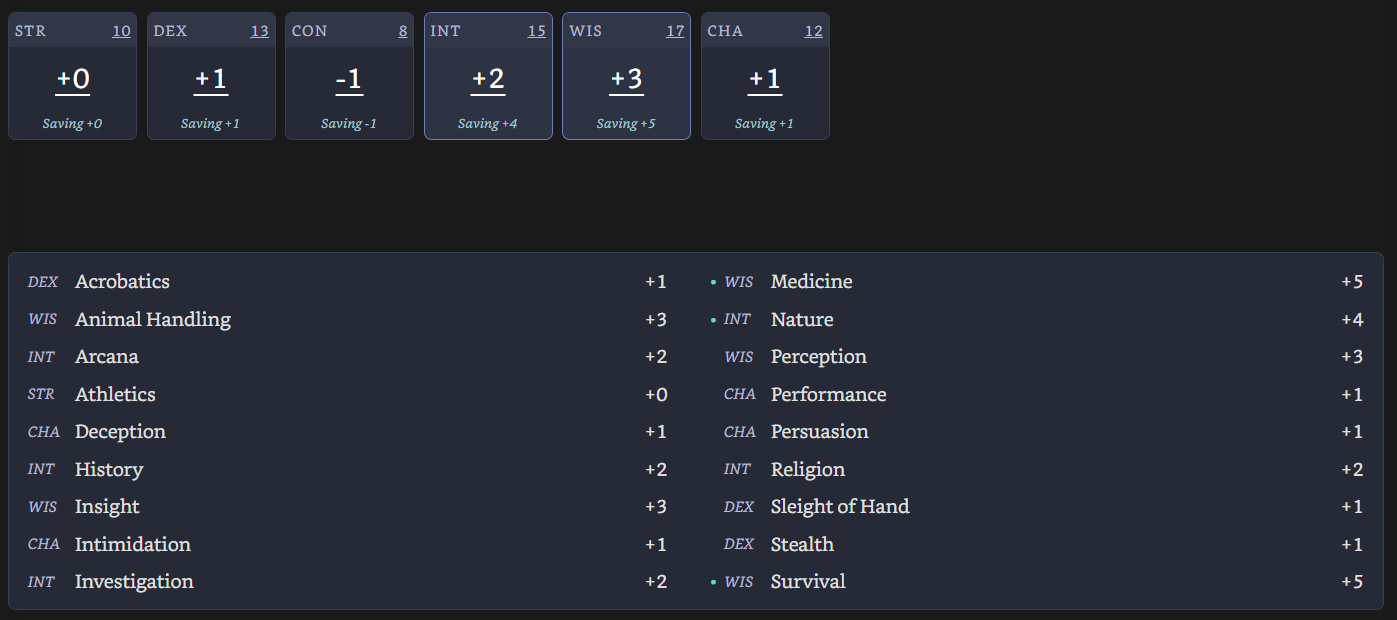 STR 10 DEX 13 CON 8 INT 15 WIS 17 CHA 12
+0 +1 -1 +2 +3 +1
Saving +0 Saving +1 Saving -1 Saving +4 Saving +5 Saving +1
DEX Acrobatics +1
WIS Animal Handling +3
INT Arcana +2
STR Athletics +0
CHA Deception +1
INT History +2
WIS Insight +3
CHA Intimidation +1
INT Investigation +2
• WIS Medicine +5
• INT Nature +4
WIS Perception +3
CHA Performance +1
CHA Persuasion +1
INT Religion +2
DEX Sleight of Hand +1
DEX Stealth +1
• WIS Survival +5